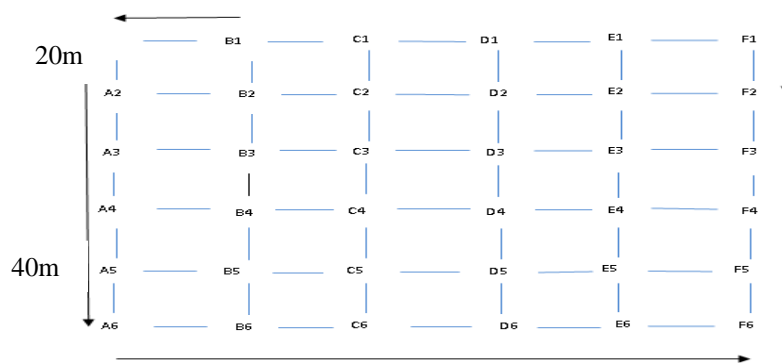 B1 C1 D1 E1 F1
20m
A2 B2 C2 D2 E2 F2
A3 B3 C3 D3 E3 F3
A4 B4 C4 D4 E4 F4
40m A5 B5 C5 D5 E5 F5
A6 B6 C6 D6 E6 F6